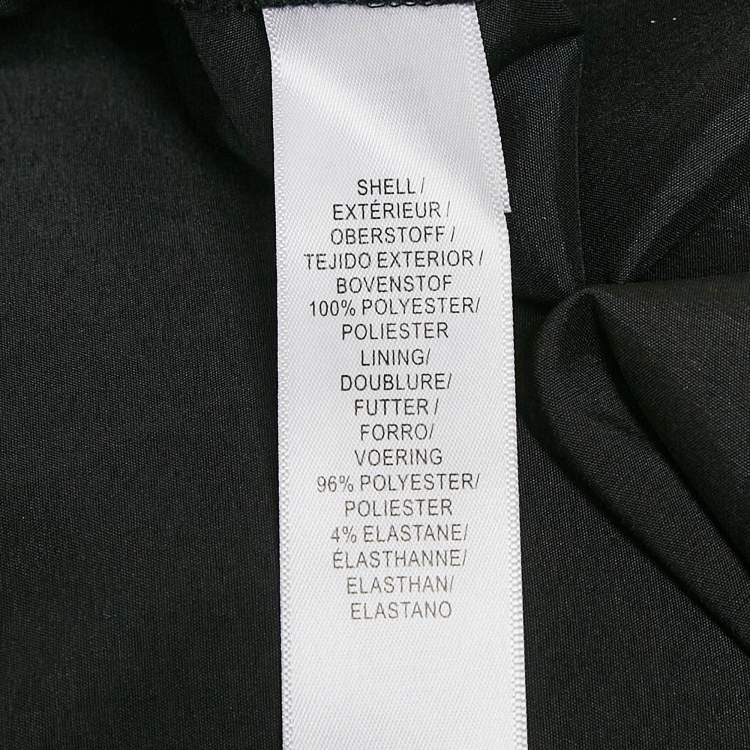 SHELL/
EXTÉRIEUR/
OBERSTOFF/
TEJIDO EXTERIOR/
BOVENSTOF
100% POLYESTER/
POLIESTER
LINING/
DOUBLURE/
FUTTER/
FORRO/
VOERING
96% POLYESTER/
POLIESTER
4% ELASTANE/
ÉLASTHANNE/
ELASTHAN/
ELASTANO